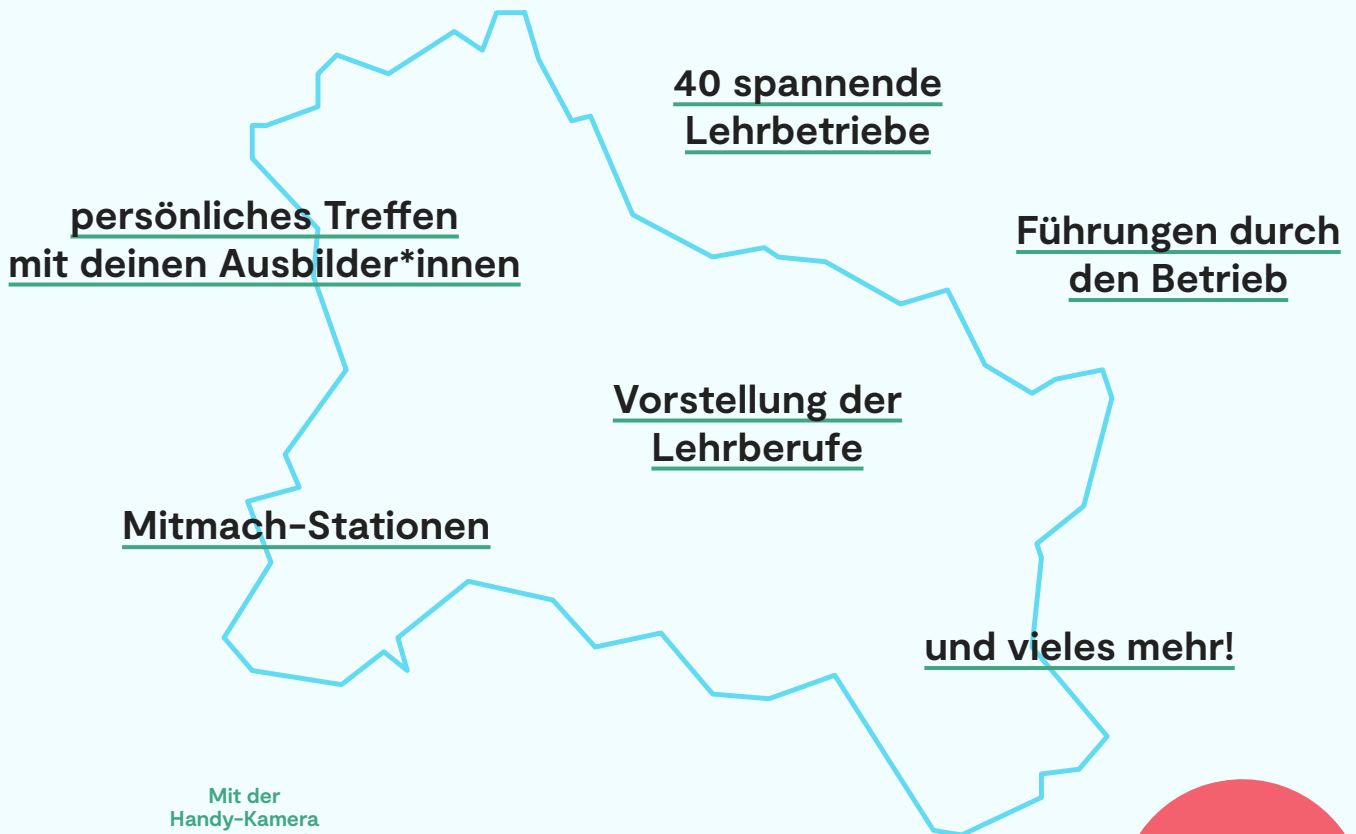 40 spannende
Lehrbetriebe
persönliches Treffen
mit deinen Ausbilder*innen
Führungen durch
den Betrieb
Vorstellung der
Lehrberufe
Mitmach-Stationen
und vieles mehr!
Mit der
Handy-Kamera